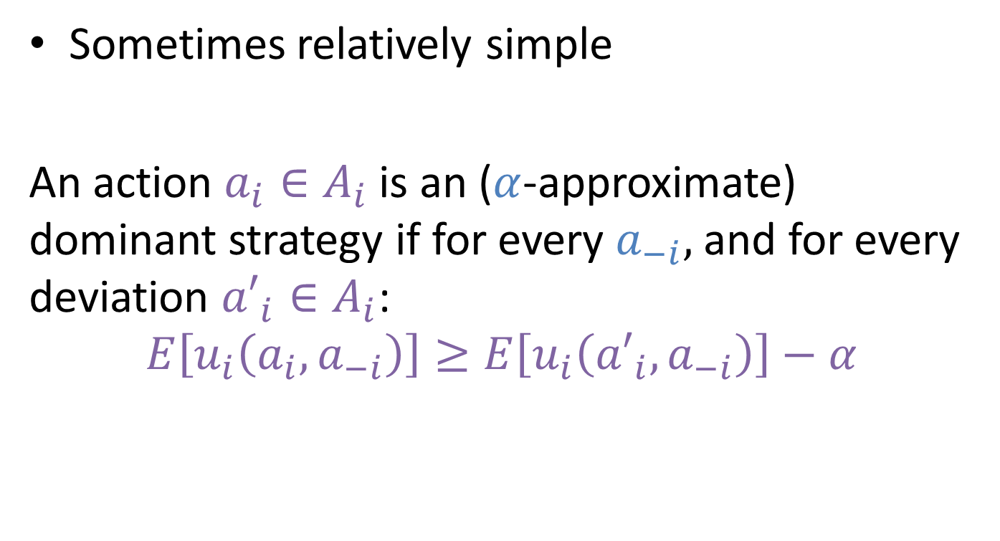 • Sometimes relatively simple
An action $a_i \in A_i$ is an ($\alpha$-approximate)
dominant strategy if for every $a_{-i}$, and for every
deviation $a'_i \in A_i$:
$E[u_i(a_i, a_{-i})] \geq E[u_i(a'_i, a_{-i})] - \alpha$